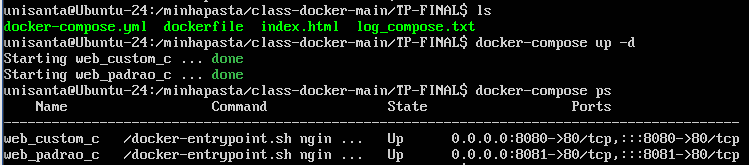 unisanta@Ubuntu-24:/minhapasta/class-docker-main/TP-FINAL$ ls
docker-compose.yml  dockerfile  index.html  log_compose.txt
unisanta@Ubuntu-24:/minhapasta/class-docker-main/TP-FINAL$ docker-compose up -d
Starting web_custom_c ... done
Starting web_padrao_c ... done
unisanta@Ubuntu-24:/minhapasta/class-docker-main/TP-FINAL$ docker-compose ps
    Name                  Command               State                  Ports
--------------------------------------------------------------------------------------------
web_custom_c   /docker-entrypoint.sh ngin ...   Up      0.0.0.0:8080->80/tcp,:::8080->80/tcp
web_padrao_c   /docker-entrypoint.sh ngin ...   Up      0.0.0.0:8081->80/tcp,:::8081->80/tcp